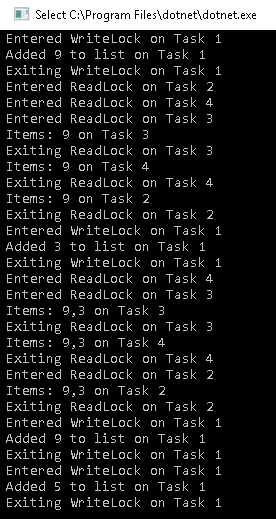 Select C:\Program Files\dotnet\dotnet.exe
Entered WriteLock on Task 1
Added 9 to list on Task 1
Exiting WriteLock on Task 1
Entered ReadLock on Task 2
Entered ReadLock on Task 4
Entered ReadLock on Task 3
Items: 9 on Task 3
Exiting ReadLock on Task 3
Items: 9 on Task 4
Exiting ReadLock on Task 4
Items: 9 on Task 2
Exiting ReadLock on Task 2
Entered WriteLock on Task 1
Added 3 to list on Task 1
Exiting WriteLock on Task 1
Entered ReadLock on Task 4
Entered ReadLock on Task 3
Items: 9,3 on Task 3
Exiting ReadLock on Task 3
Items: 9,3 on Task 4
Exiting ReadLock on Task 4
Entered ReadLock on Task 2
Items: 9,3 on Task 2
Exiting ReadLock on Task 2
Entered WriteLock on Task 1
Added 9 to list on Task 1
Exiting WriteLock on Task 1
Entered WriteLock on Task 1
Added 5 to list on Task 1
Exiting WriteLock on Task 1